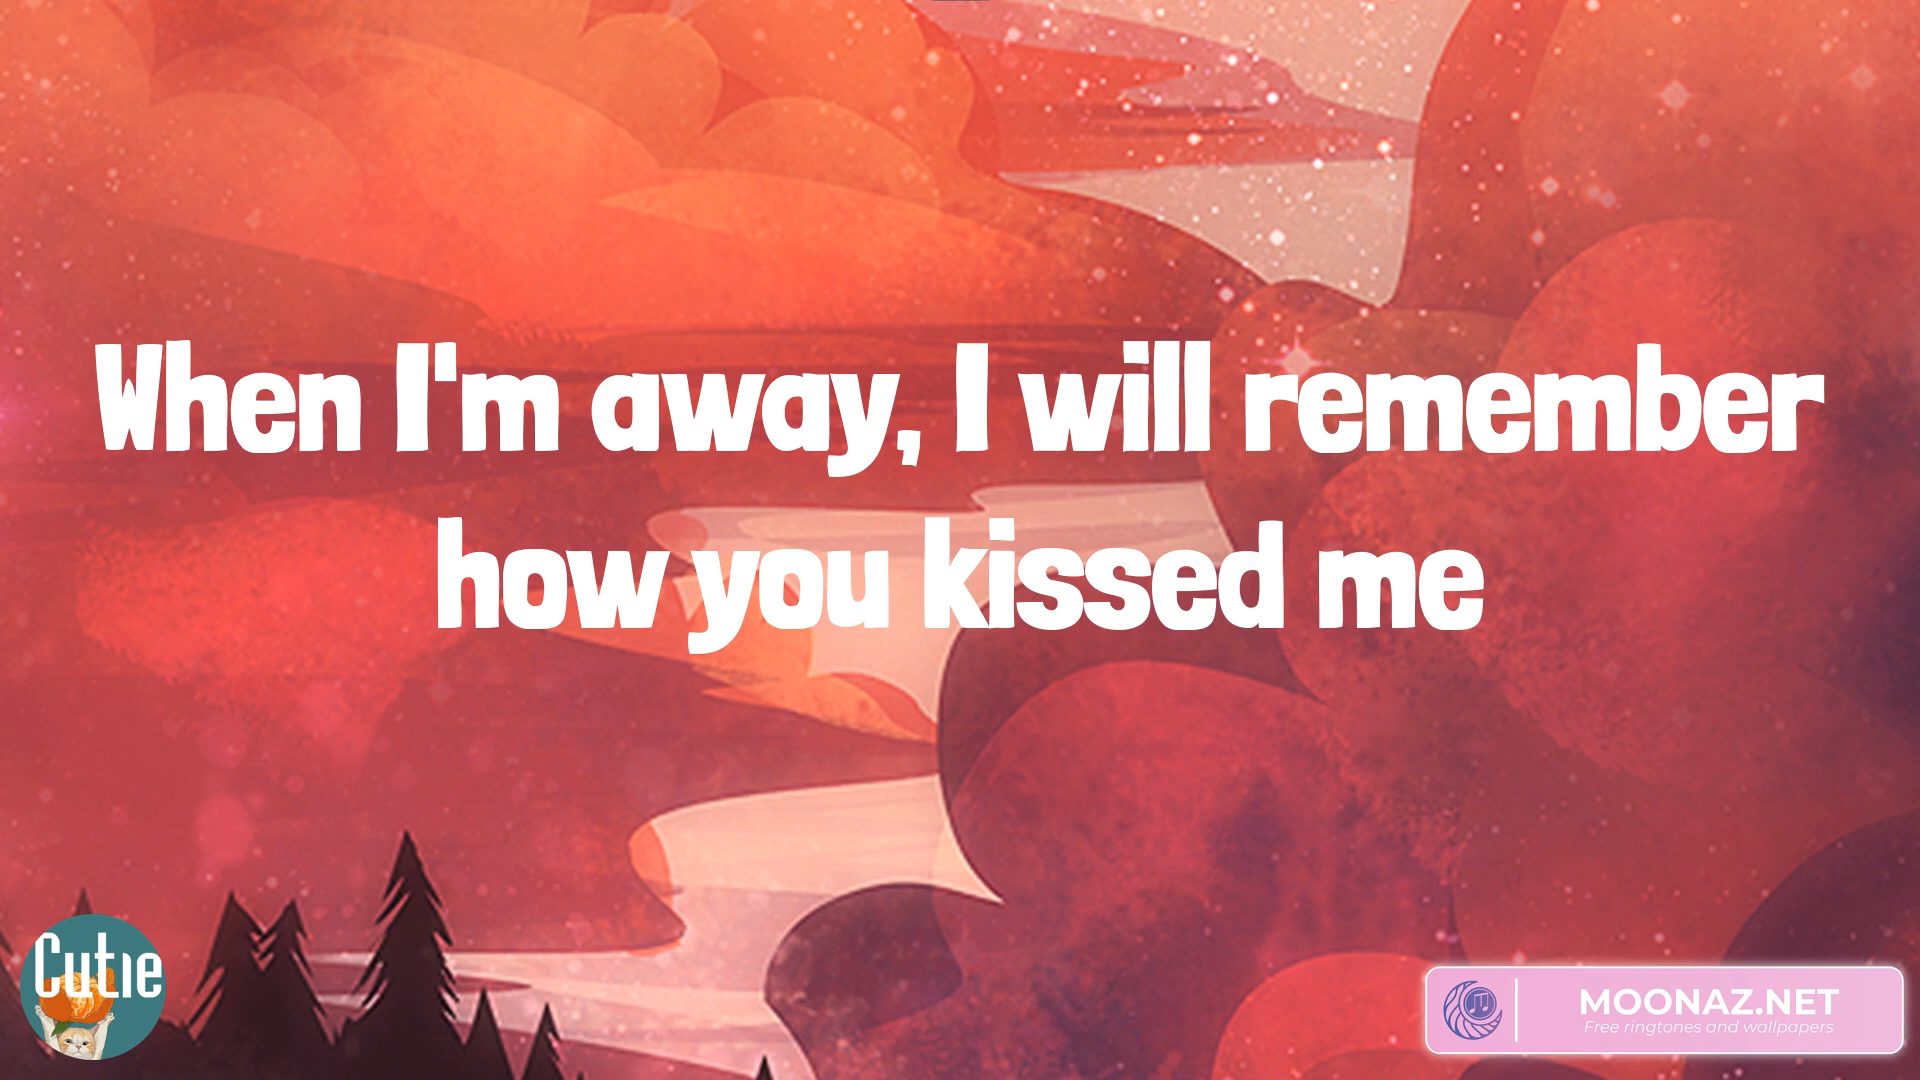 When I'm away, I will remember
how you kissed me
Cutie
MOONAZ.NET
Free ringtones and wallpapers